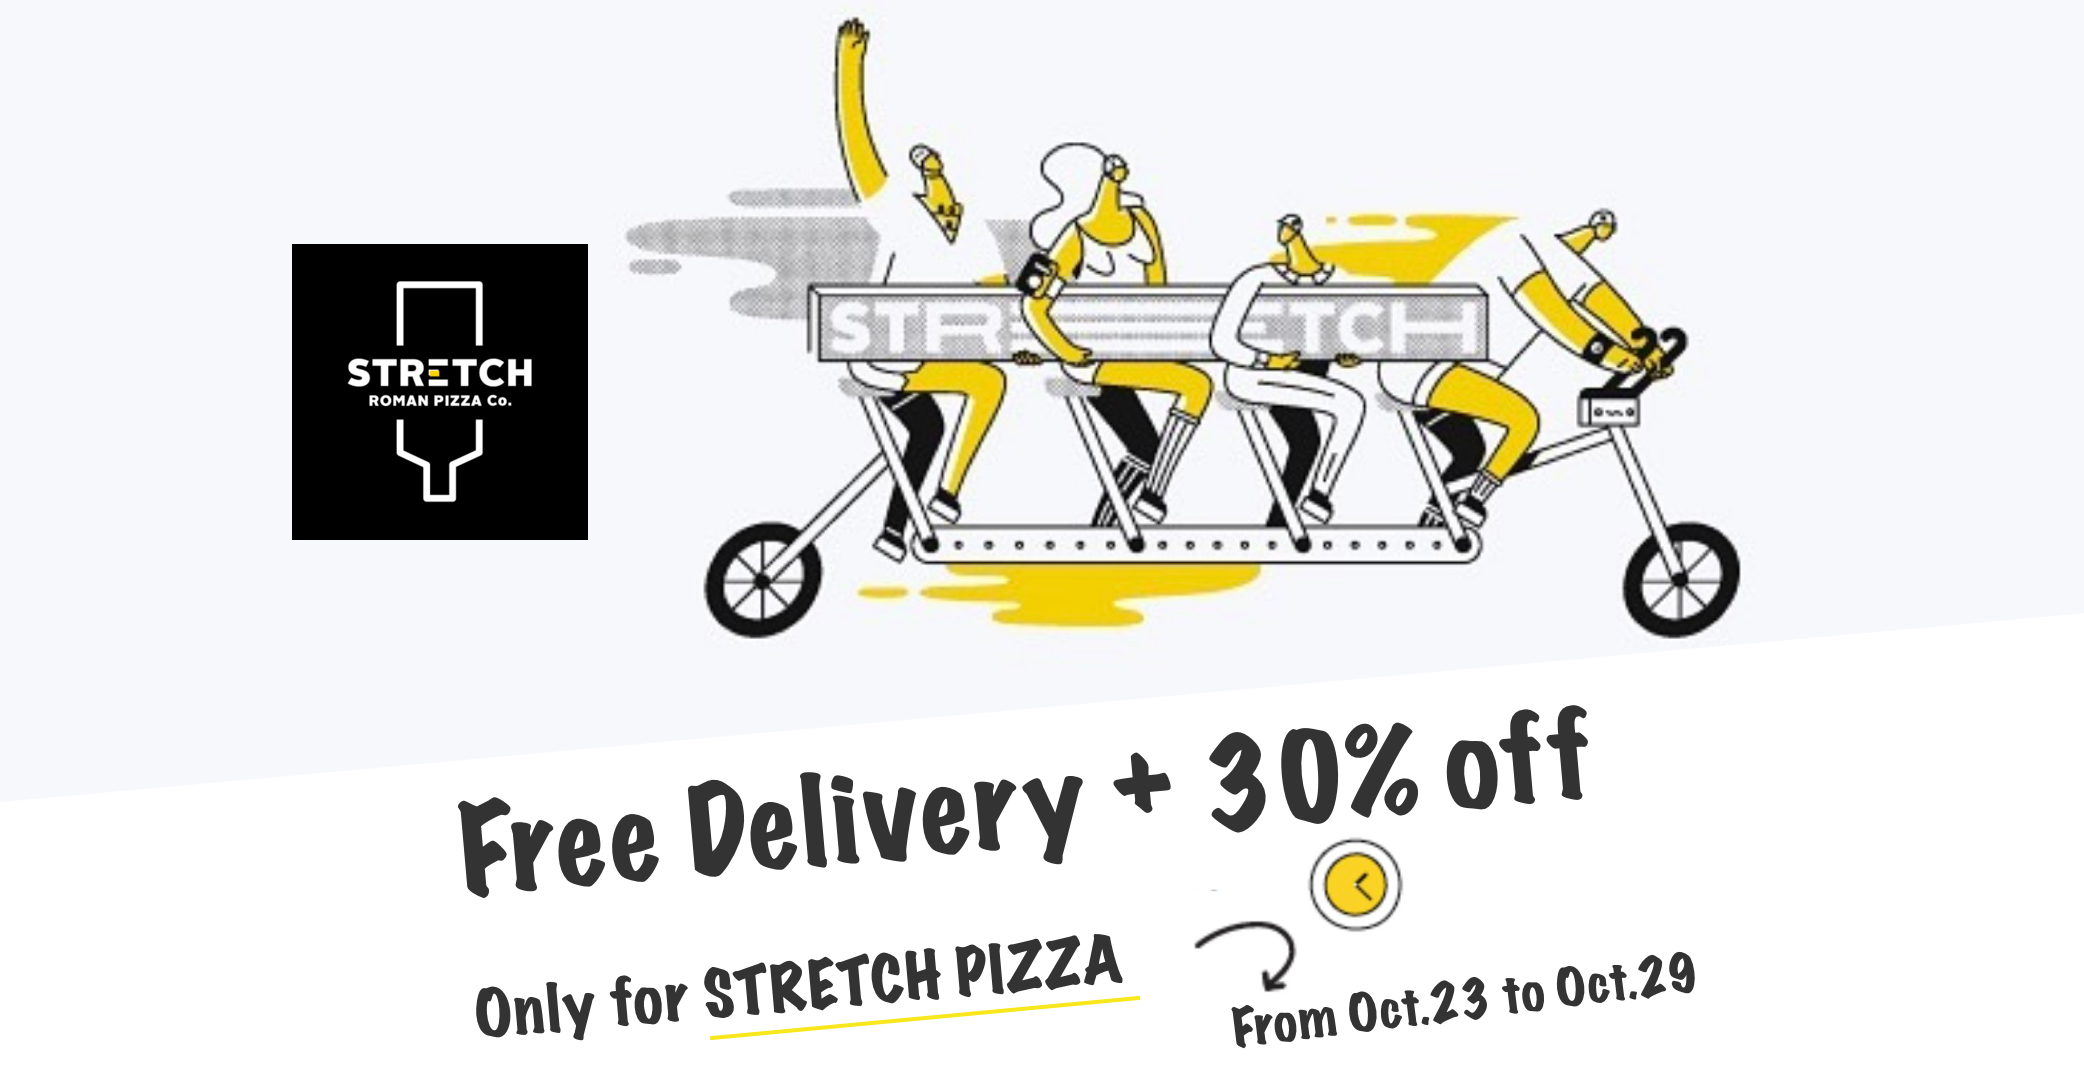 STRETCH
ROMAN PIZZA Co.
STRETCH
Free Delivery + 30% off
Only for STRETCH PIZZA
From Oct.23 to Oct.29